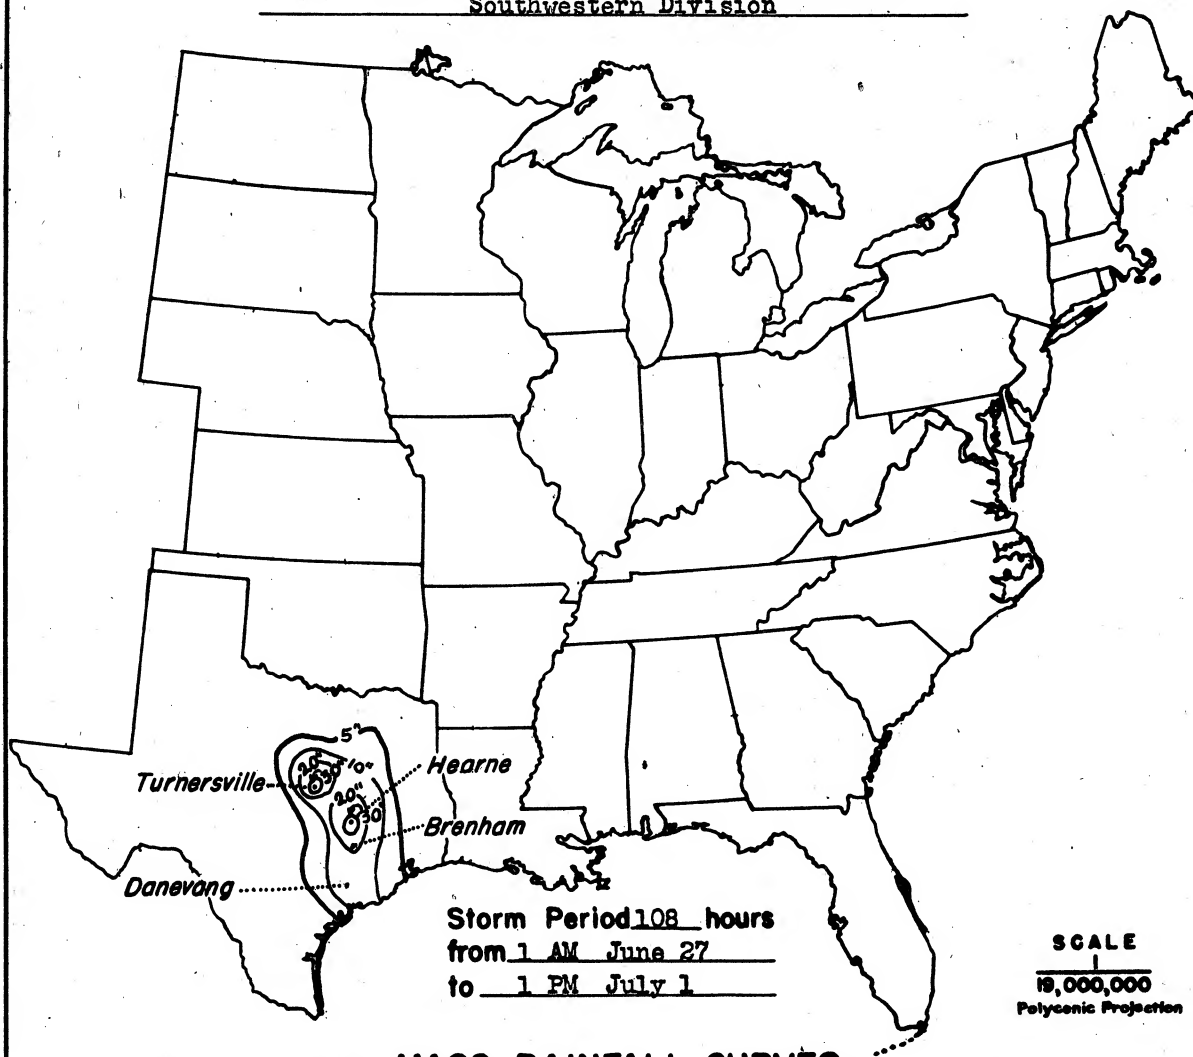 Southwestern Division
5"
20"
30"
10"
Turnersville
Hearne
20"
30"
Brenham
Danevang
Storm Period 108 hours
from 1 AM June 27
to 1 PM July 1
SCALE
1
19,000,000
Polyconic Projection
MASS RAINFALL CURVES